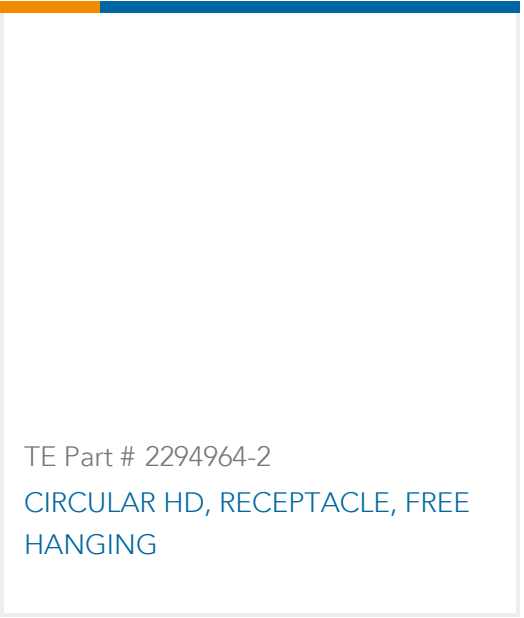 TE Part # 2294964-2
CIRCULAR HD, RECEPTACLE, FREE
HANGING